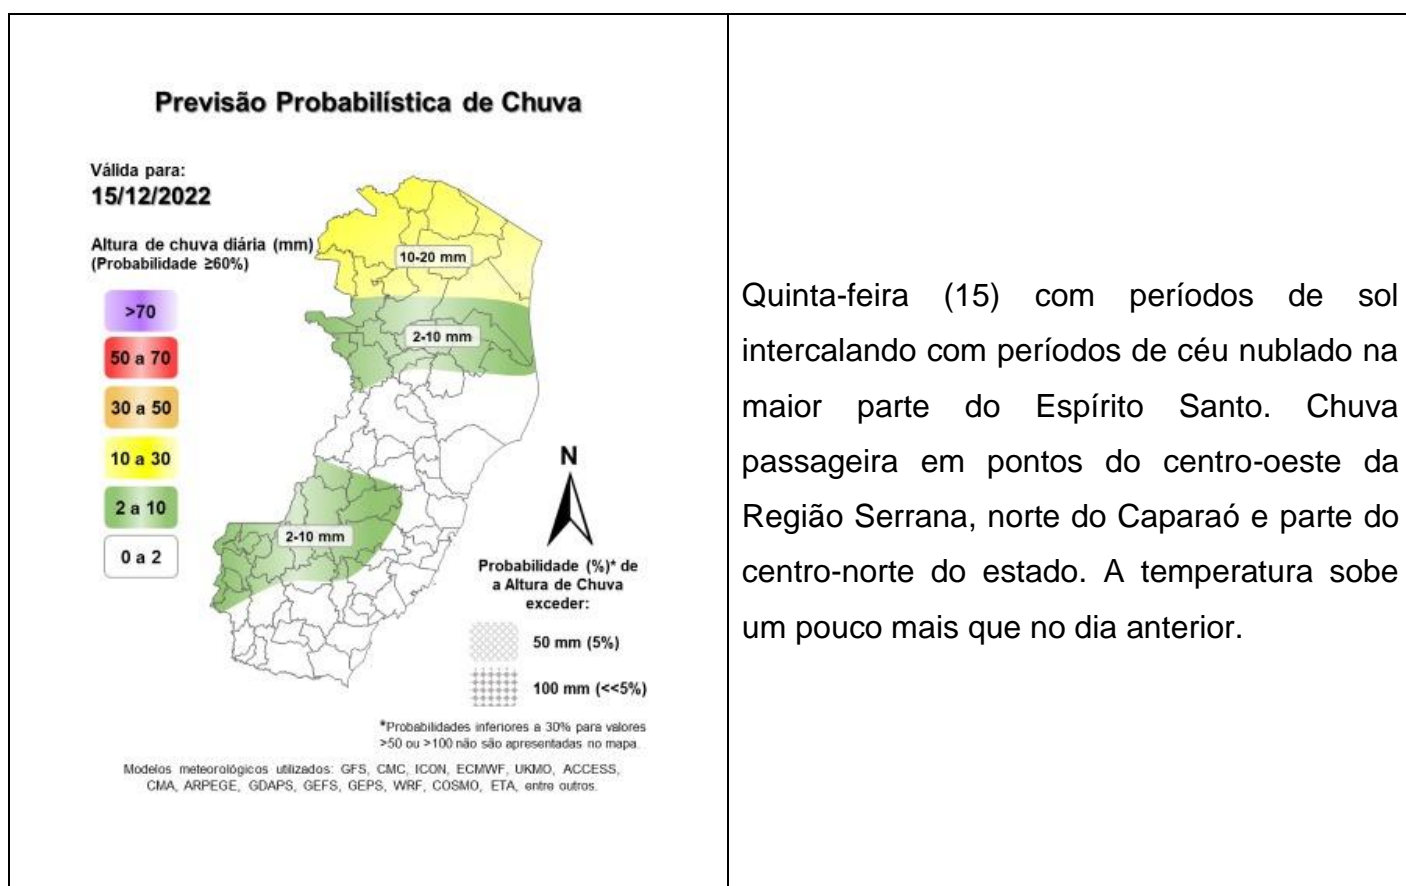 Previsão Probabilística de Chuva
Válida para:
15/12/2022
Altura de chuva diária (mm)
(Probabilidade ≥60%)
>70
50 a 70
30 a 50
10 a 30
2 a 10
0 a 2
10-20 mm
2-10 mm
2-10 mm
N
Probabilidade (%)* de
a Altura de Chuva
exceder:
50 mm (5%)
100 mm (<<5%)
*Probabilidades inferiores a 30% para valores
>50 ou >100 não são apresentadas no mapa.
Modelos meteorológicos utilizados: GFS, CMC, ICON, ECMWF, UKMO, ACCESS,
CMA, ARPEGE, GDAPS, GEFS, GEPS, WRF, COSMO, ETA, entre outros.
Quinta-feira (15) com períodos de sol
intercalando com períodos de céu nublado na
maior parte do Espírito Santo. Chuva
passageira em pontos do centro-oeste da
Região Serrana, norte do Caparaó e parte do
centro-norte do estado. A temperatura sobe
um pouco mais que no dia anterior.